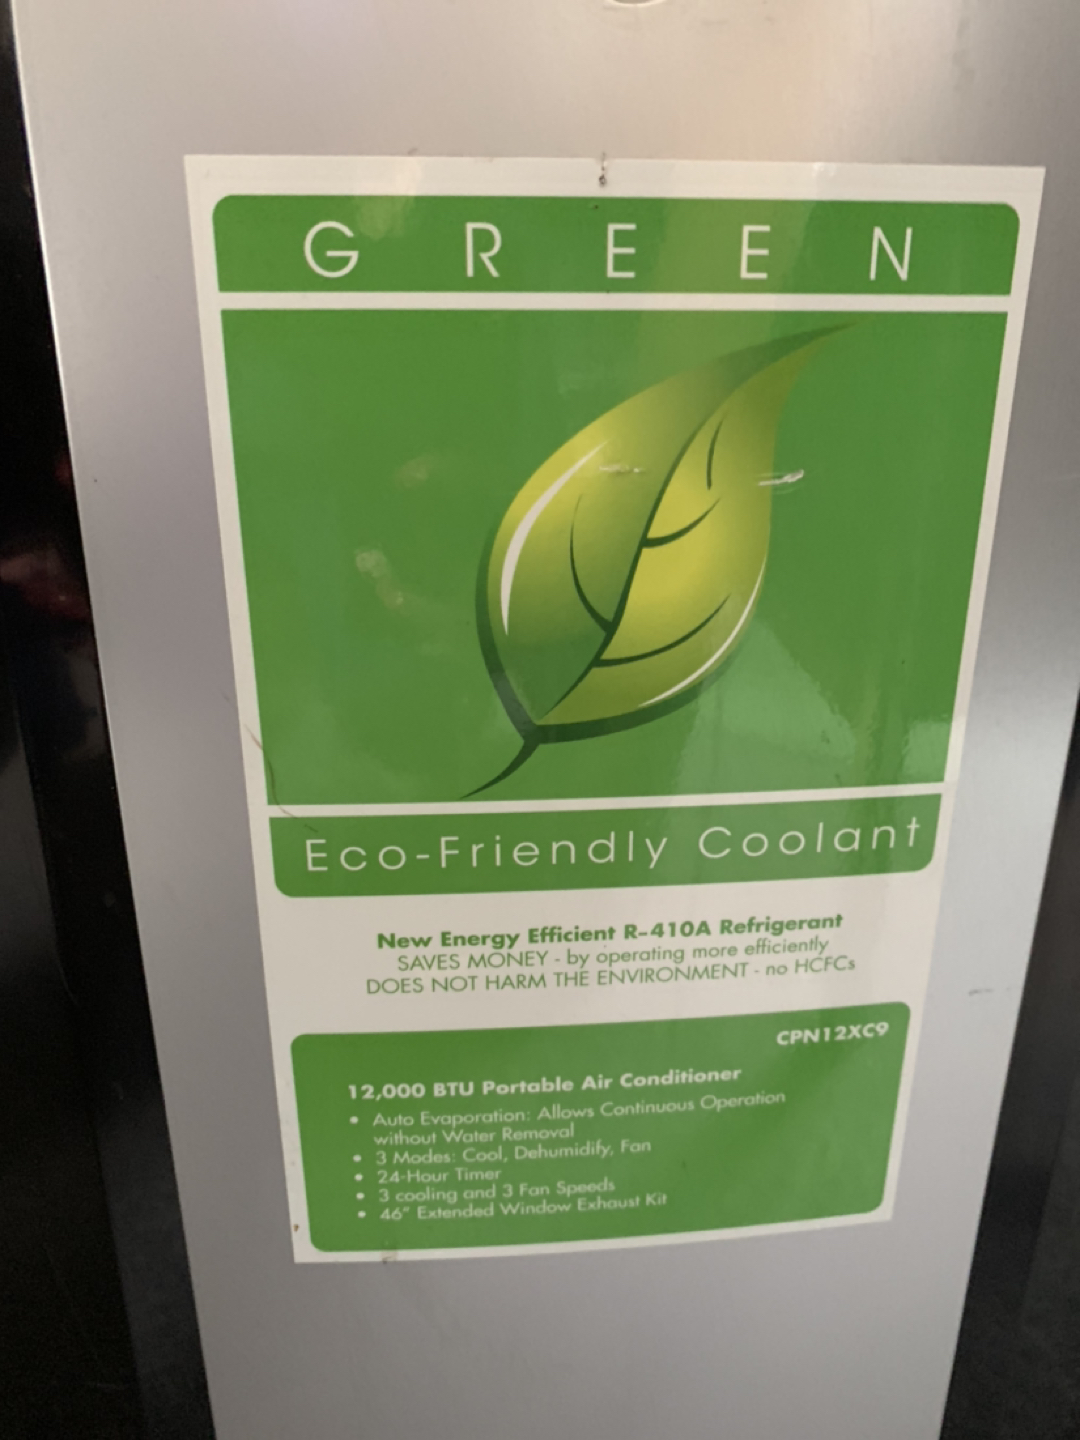 GREEN
Eco-Friendly Coolant
New Energy Efficient R-410A Refrigerant
SAVES MONEY - by operating more efficiently
DOES NOT HARM THE ENVIRONMENT - no HCFCs
CPN12XC9
12,000 BTU Portable Air Conditioner
• Auto Evaporation: Allows Continuous Operation
without Water Removal
• 3 Modes: Cool, Dehumidify, Fan
• 24-Hour Timer
• 3 cooling and 3 Fan Speeds
• 46" Extended Window Exhaust Kit